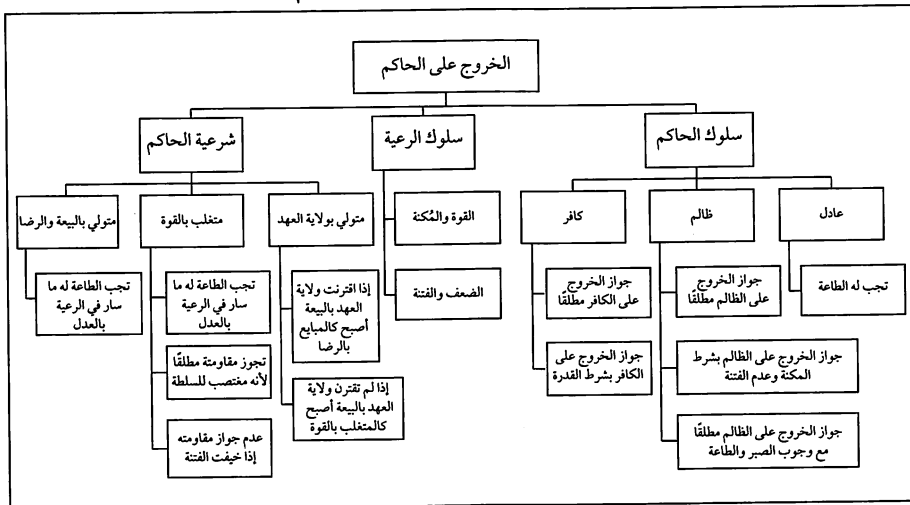 الخروج على الحاكم
سلوك الحاكم
سلوك الرعية
شرعية الحاكم
عادل
ظالم
كافر
القوة والمُكنة
متولي بولاية العهد
متغلب بالقوة
متولي بالبيعة والرضا
تجب له الطاعة
جواز الخروج
على الظالم مطلقًا
جواز الخروج
على الكافر مطلقًا
الضعف والفتنة
إذا اقترنت ولاية
العهد بالبيعة
أصبح كالمبايع
بالرضا
تجب الطاعة له ما
سار في الرعية
بالعدل
تجب الطاعة له ما
سار في الرعية
بالعدل
جواز الخروج على الظالم بشرط
المكنة وعدم الفتنة
جواز الخروج على
الكافر بشرط القدرة
إذا لم تقترن ولاية
العهد بالبيعة أصبح
كالمتغلب بالقوة
تجوز مقاومتة مطلقًا
لأنه مغتصب للسلطة
جواز الخروج على الظالم مطلقًا
مع وجوب الصبر والطاعة
عدم جواز مقاومته
إذا خيفت الفتنة